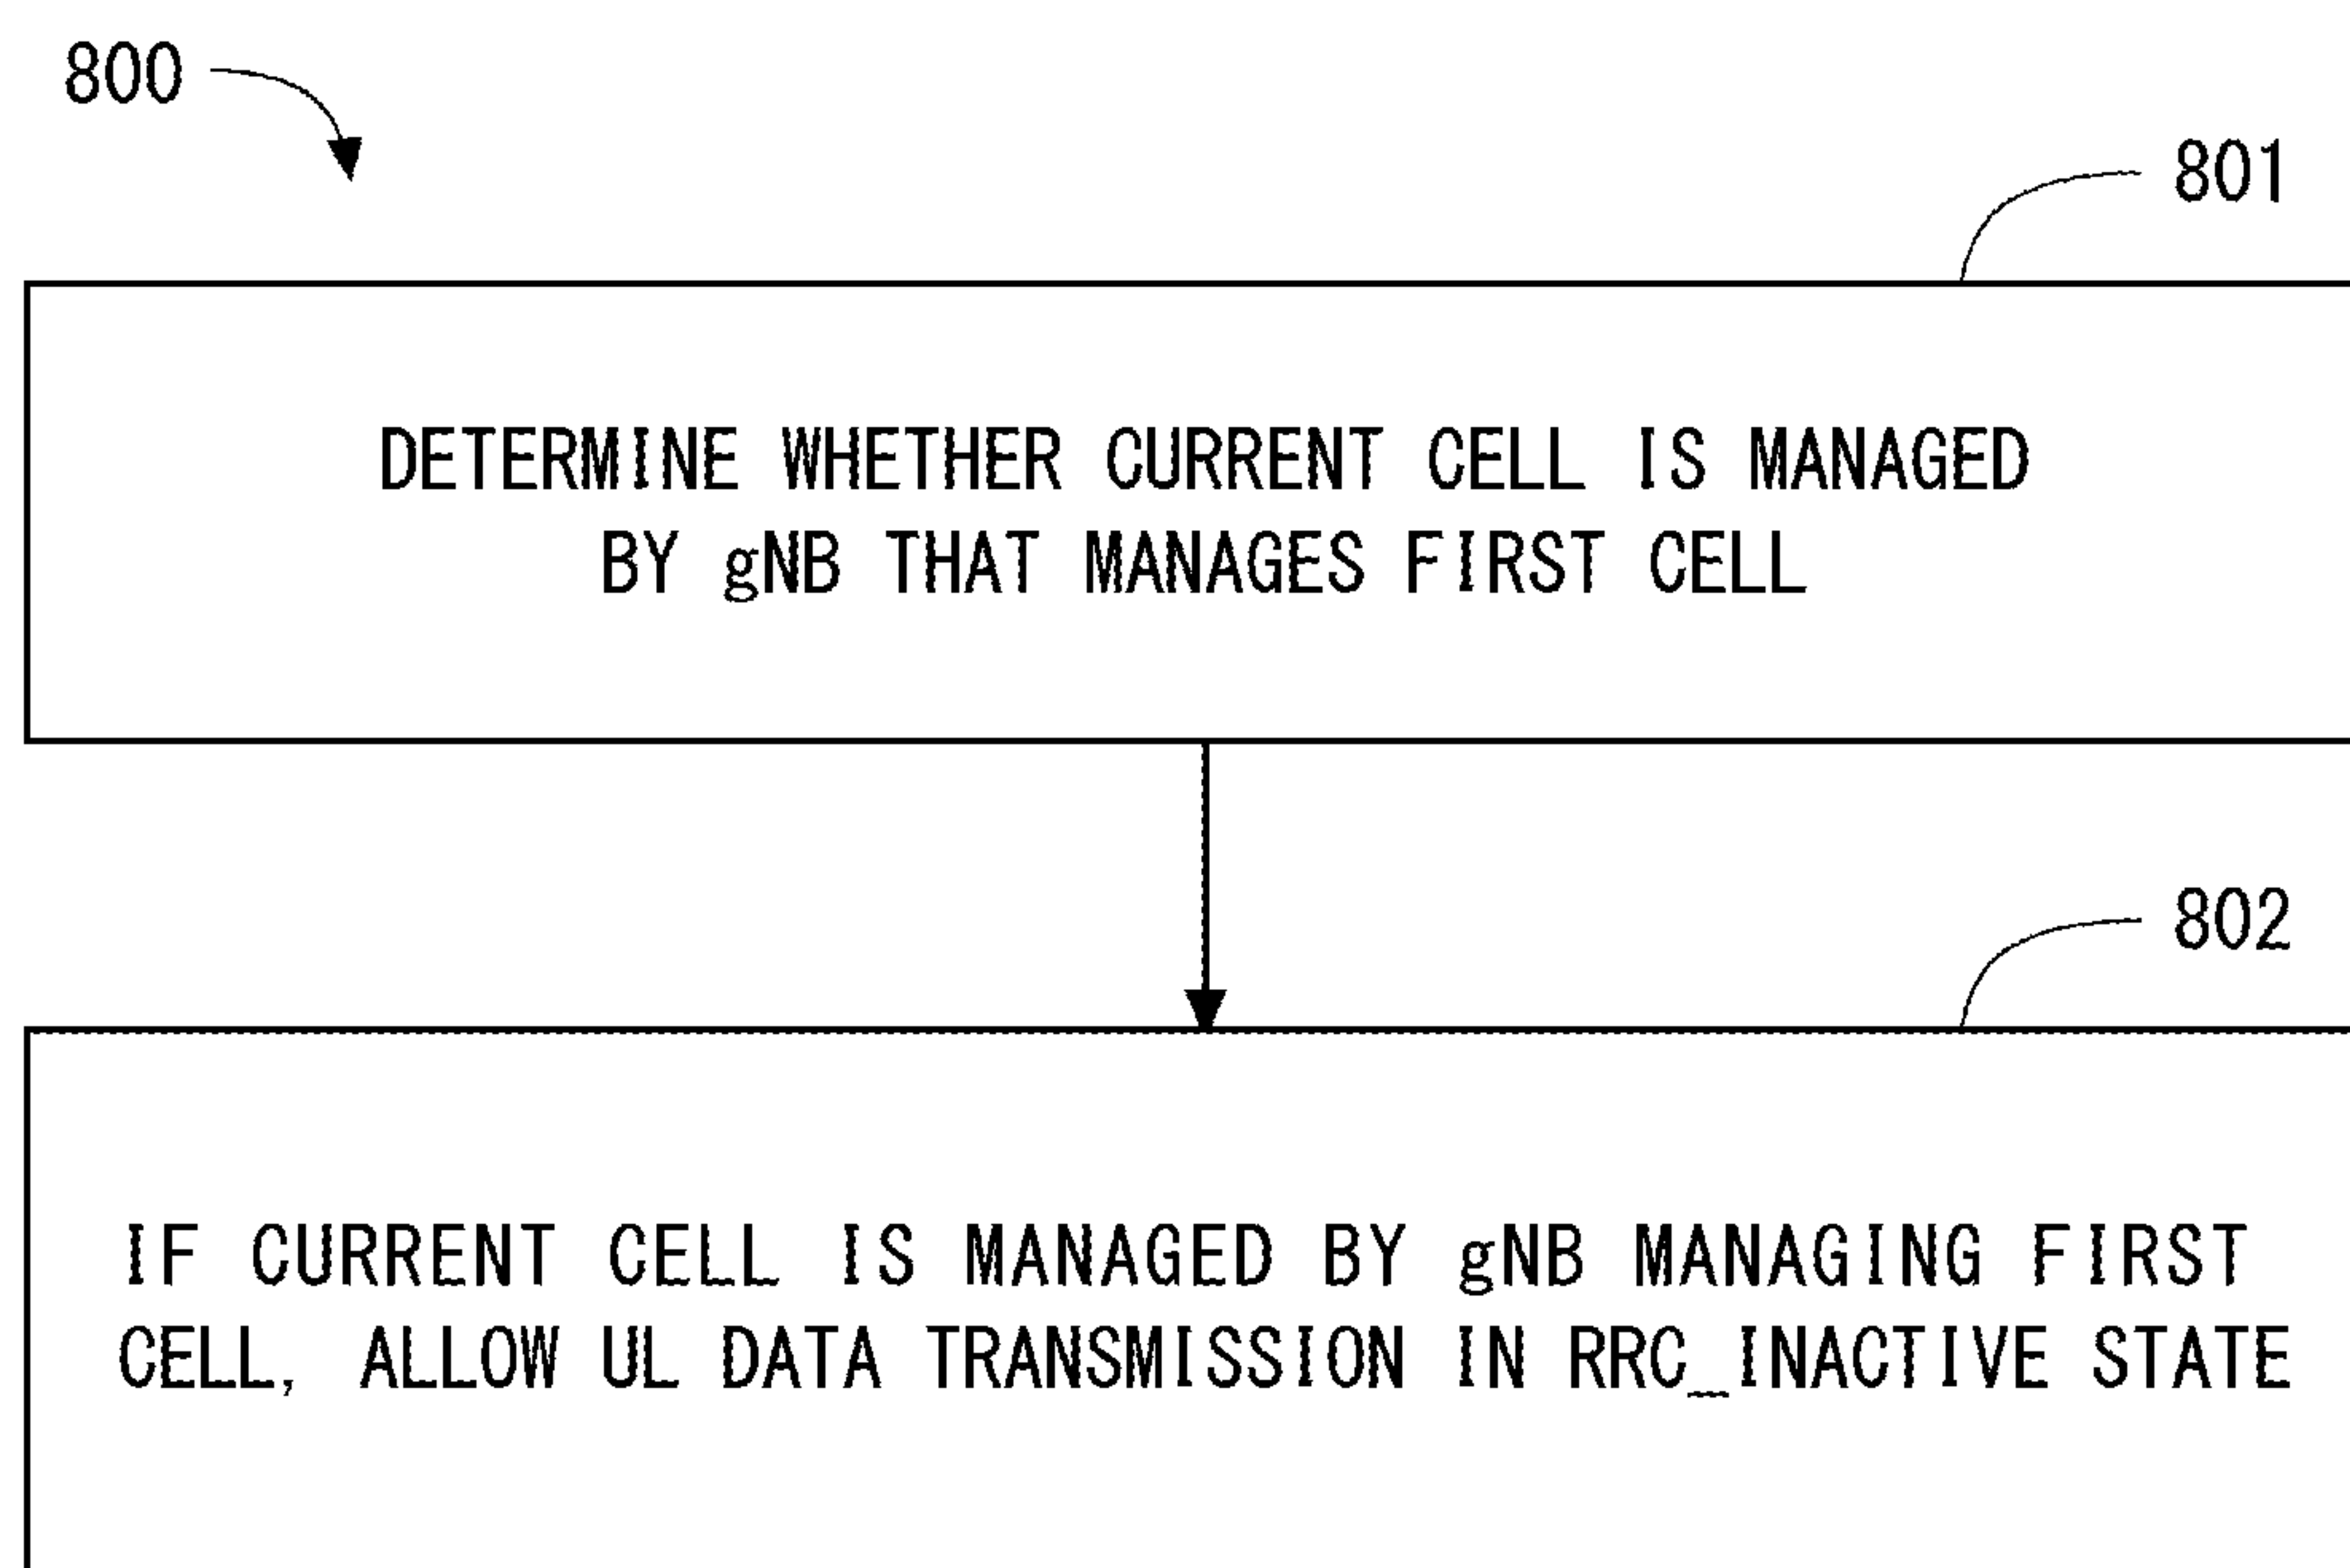 800
801
DETERMINE WHETHER CURRENT CELL IS MANAGED
BY gNB THAT MANAGES FIRST CELL
802
IF CURRENT CELL IS MANAGED BY gNB MANAGING FIRST
CELL, ALLOW UL DATA TRANSMISSION IN RRC_INACTIVE STATE